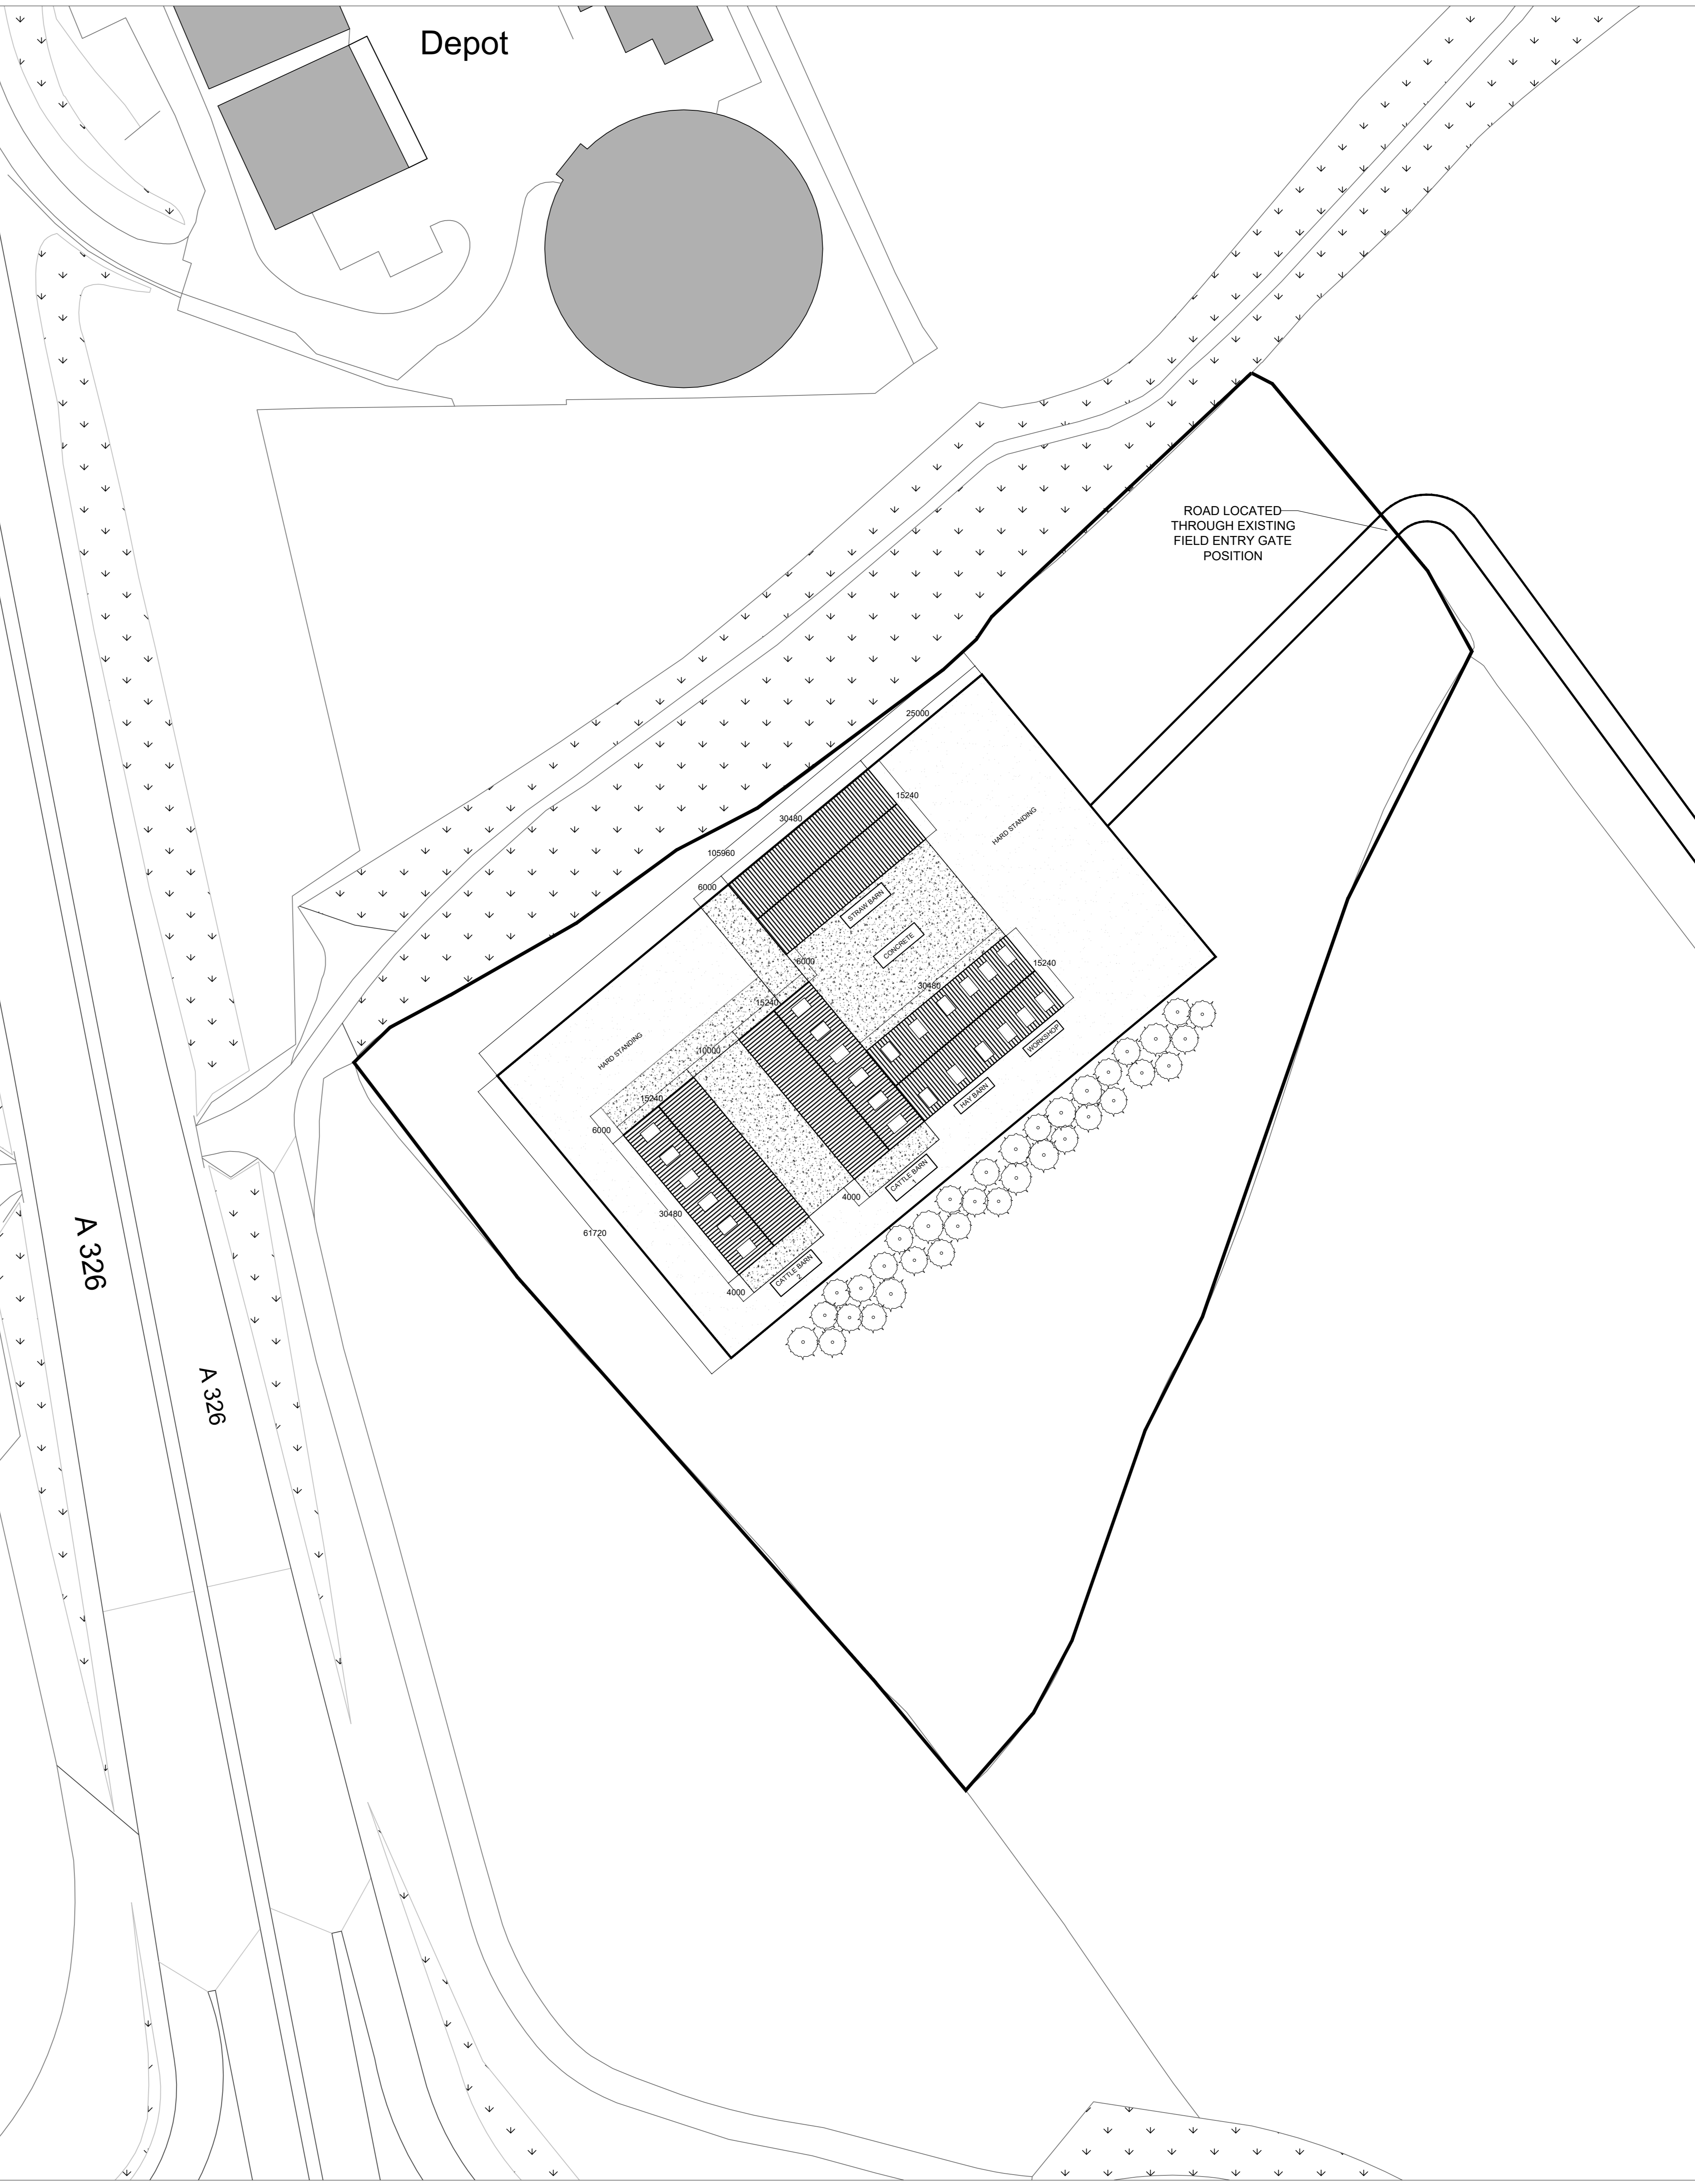 Depot
ROAD LOCATED
THROUGH EXISTING
FIELD ENTRY GATE
POSITION
25000
15240
30480
HARD STANDING
105960
6000
STRAW BARN
CONCRETE
6000
15240
30480
15240
HARD STANDING
10000
WORKSHOP
15240
HAY BARN
6000
CATTLE BARN
1
4000
30480
61720
CATTLE BARN
2
4000
A 326
A 326